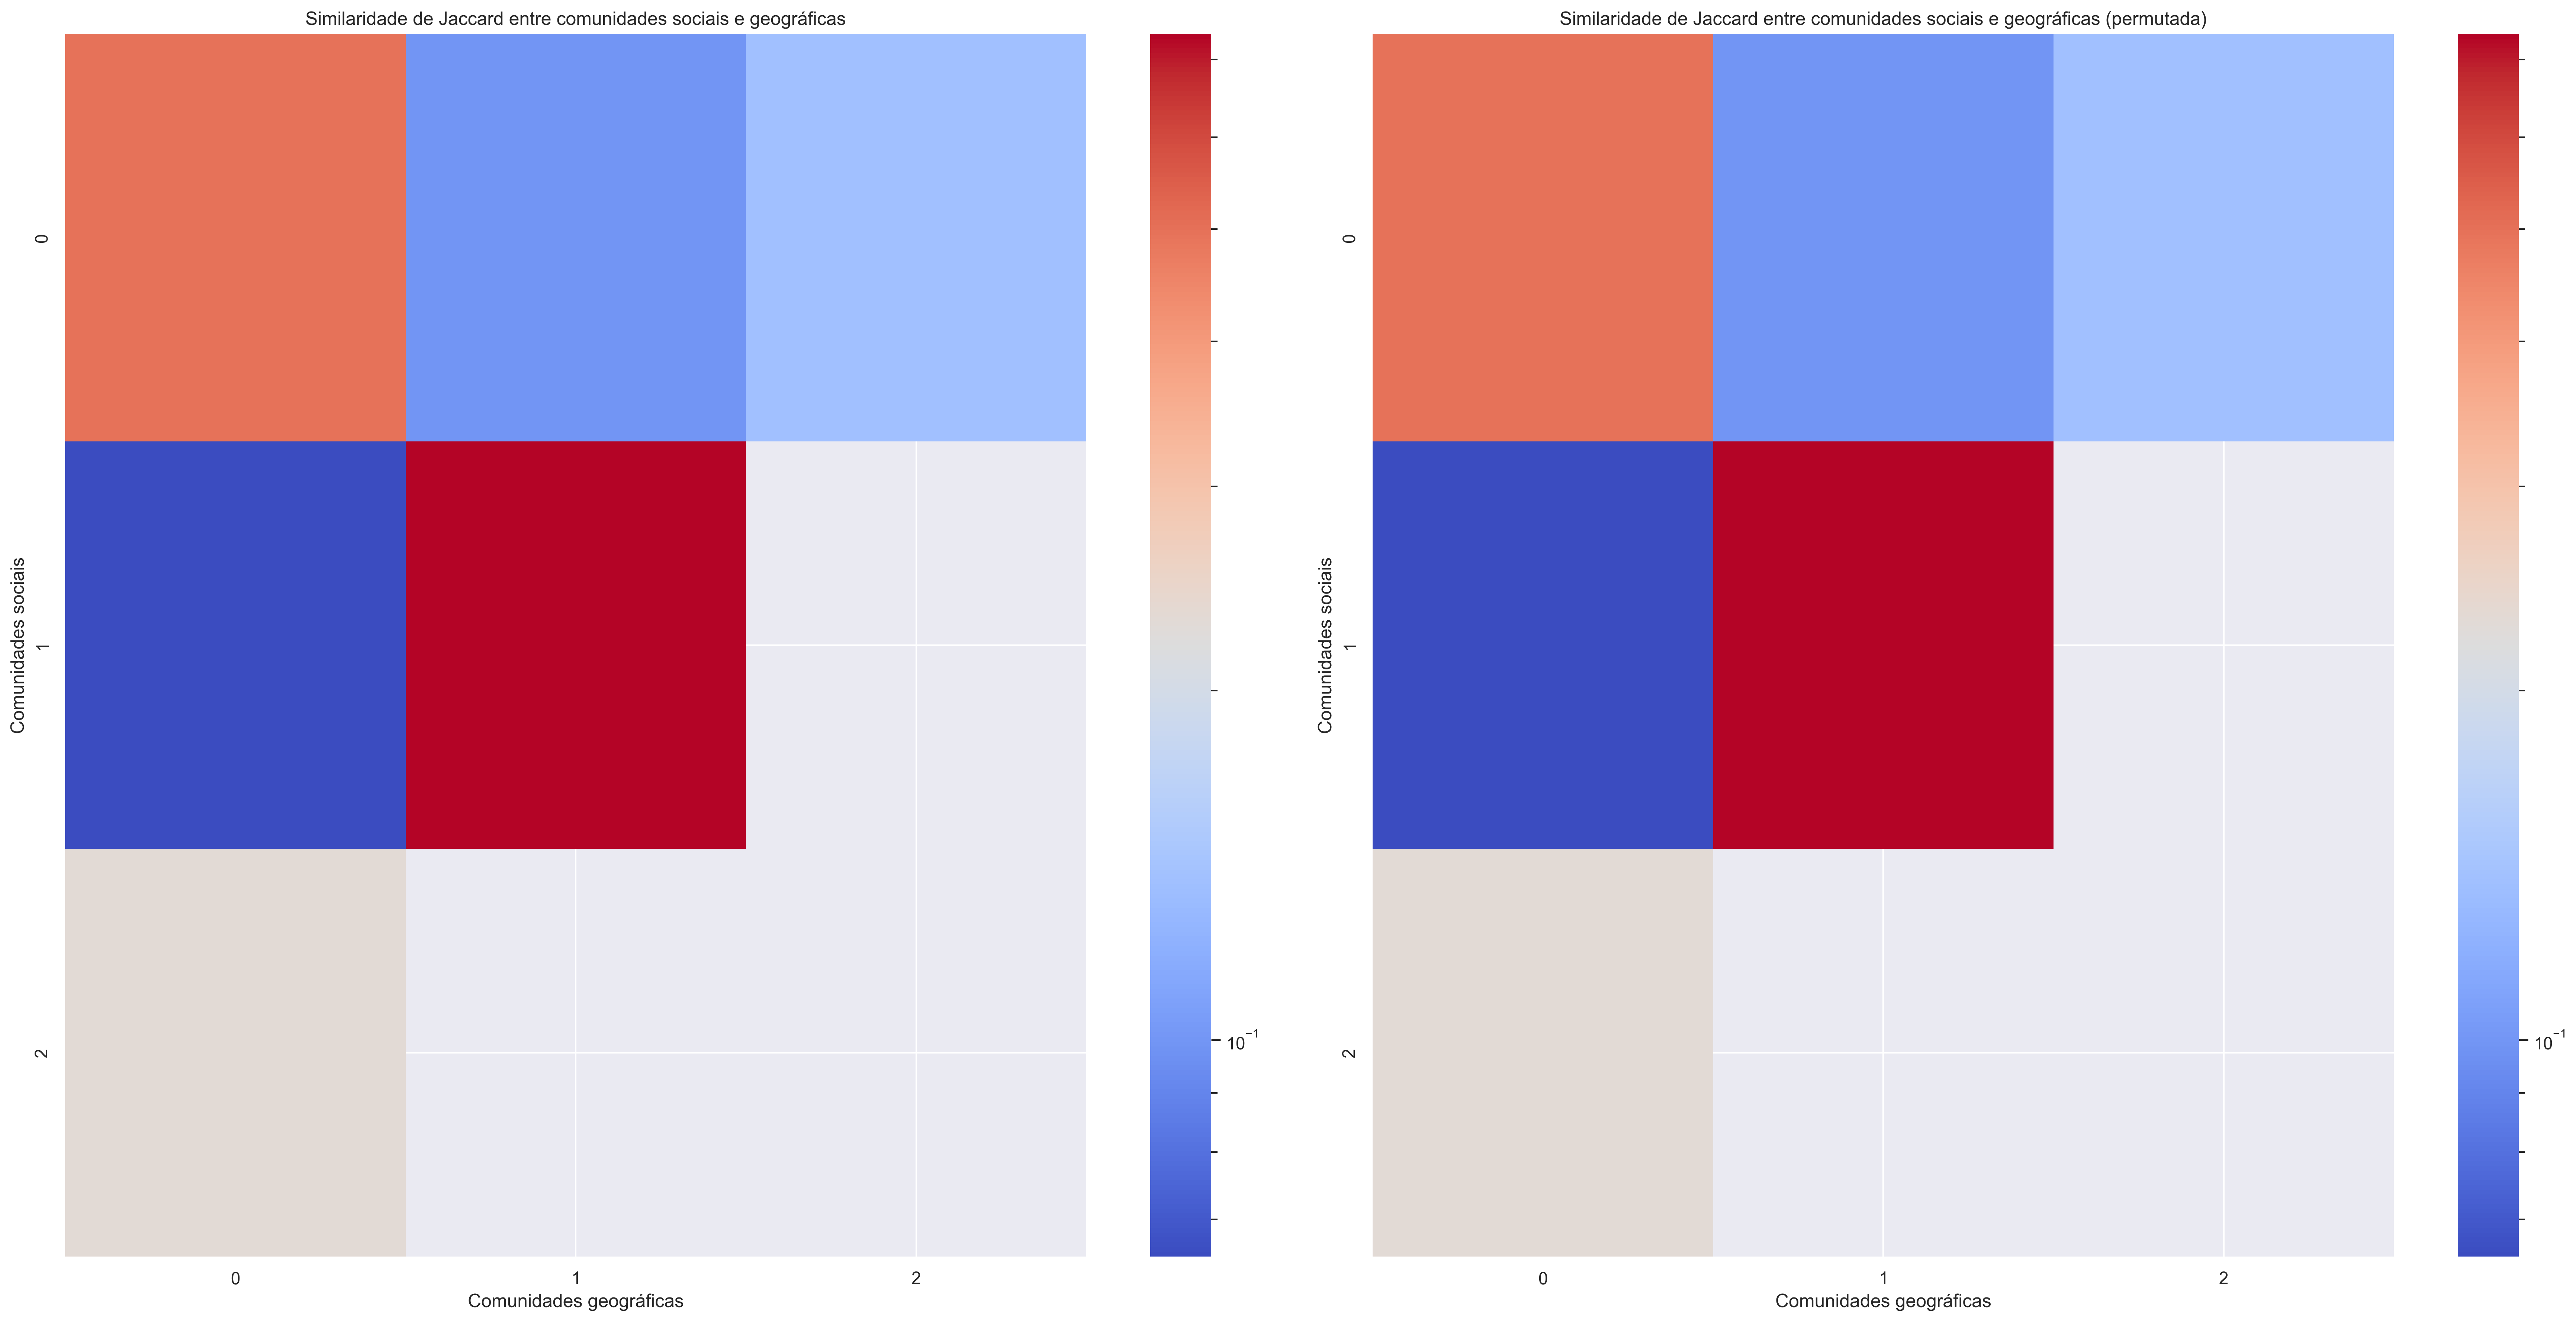 Similaridade de Jaccard entre comunidades sociais e geográficas
0
1
2
Comunidades sociais
0 1 2
Comunidades geográficas
10⁻¹
Similaridade de Jaccard entre comunidades sociais e geográficas (permutada)
0
1
2
Comunidades sociais
0 1 2
Comunidades geográficas
10⁻¹